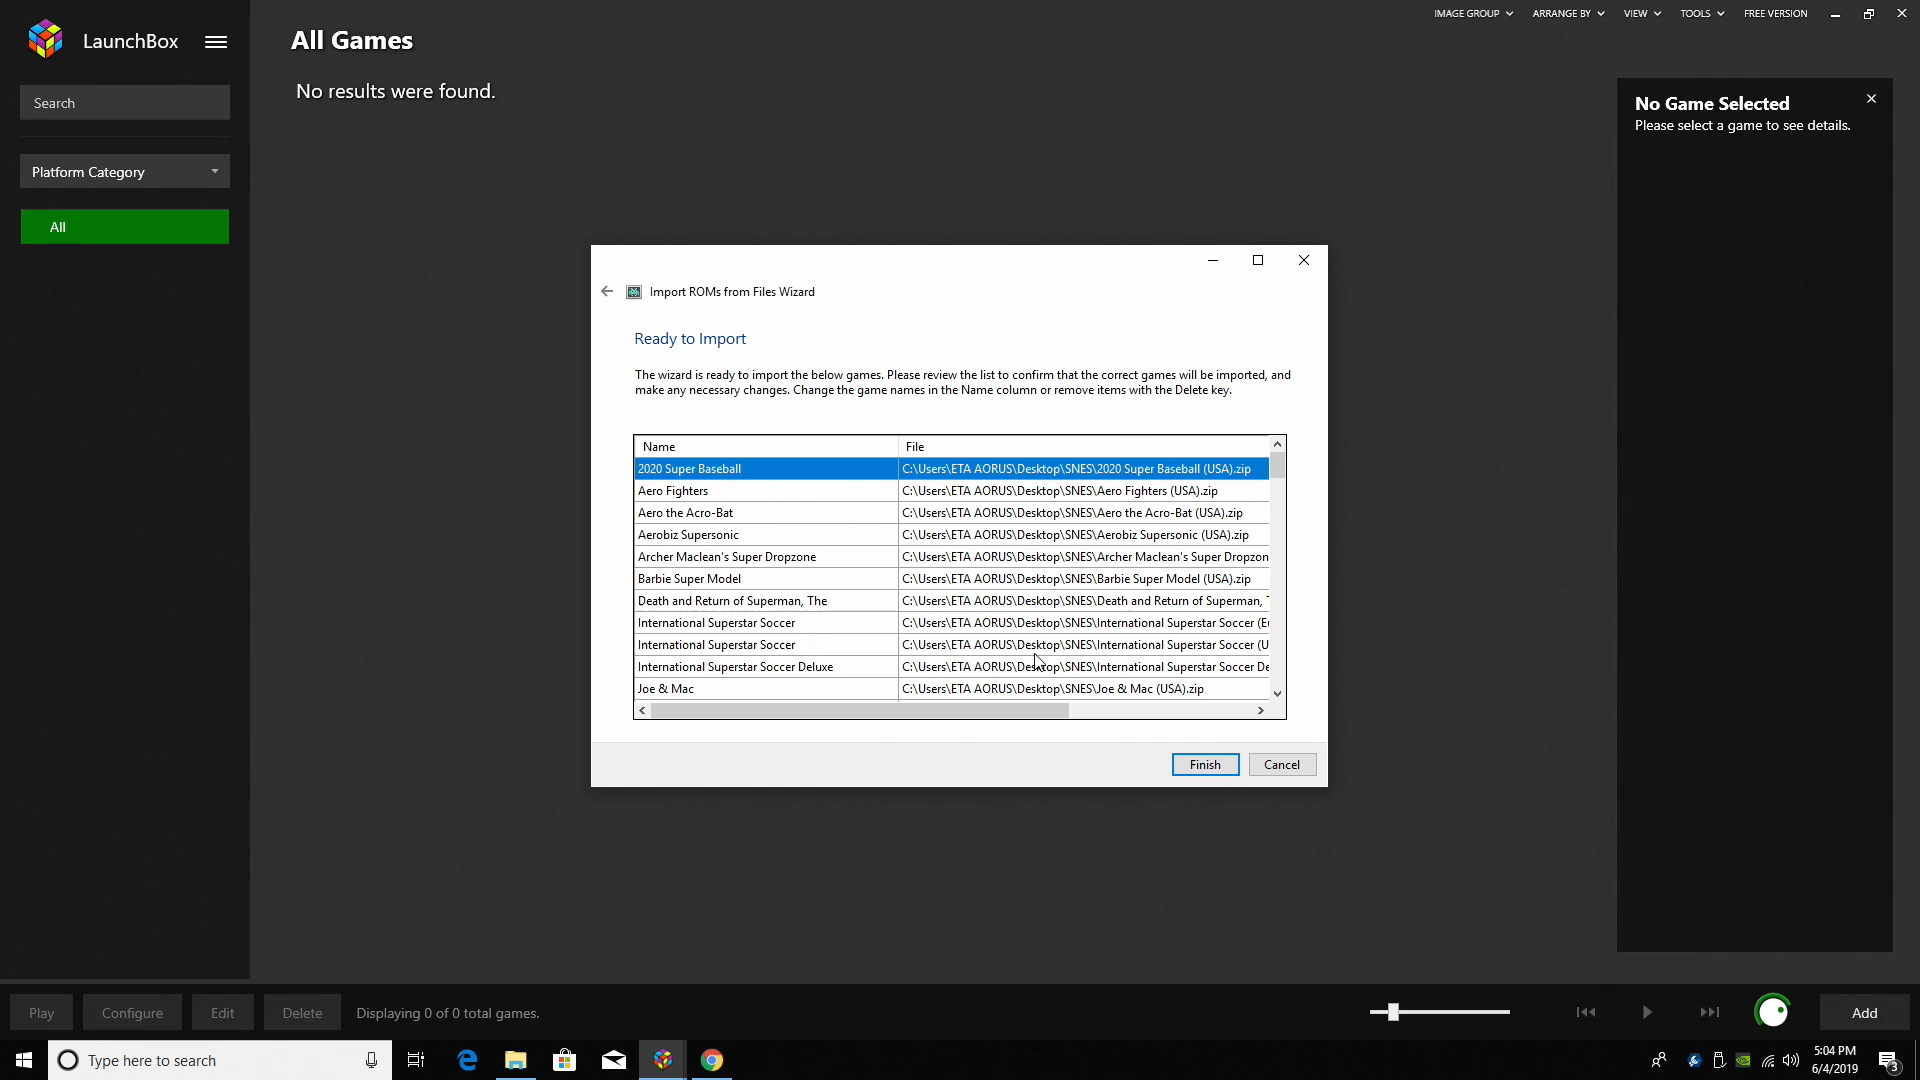 LaunchBox
All Games
IMAGE GROUP
ARRANGE BY
VIEW
TOOLS
FREE VERSION
Search
No results were found.
Platform Category
All
No Game Selected
Please select a game to see details.
Import ROMs from Files Wizard
Ready to Import
The wizard is ready to import the below games. Please review the list to confirm that the correct games will be imported, and
make any necessary changes. Change the game names in the Name column or remove items with the Delete key.
Name File
2020 Super Baseball C:\Users\ETA AORUS\Desktop\SNES\2020 Super Baseball (USA).zip
Aero Fighters C:\Users\ETA AORUS\Desktop\SNES\Aero Fighters (USA).zip
Aero the Acro-Bat C:\Users\ETA AORUS\Desktop\SNES\Aero the Acro-Bat (USA).zip
Aerobiz Supersonic C:\Users\ETA AORUS\Desktop\SNES\Aerobiz Supersonic (USA).zip
Archer Maclean's Super Dropzone C:\Users\ETA AORUS\Desktop\SNES\Archer Maclean's Super Dropzon
Barbie Super Model C:\Users\ETA AORUS\Desktop\SNES\Barbie Super Model (USA).zip
Death and Return of Superman, The C:\Users\ETA AORUS\Desktop\SNES\Death and Return of Superman,
International Superstar Soccer C:\Users\ETA AORUS\Desktop\SNES\International Superstar Soccer (E
International Superstar Soccer C:\Users\ETA AORUS\Desktop\SNES\International Superstar Soccer (U
International Superstar Soccer Deluxe C:\Users\ETA AORUS\Desktop\SNES\International Superstar Soccer De
Joe & Mac C:\Users\ETA AORUS\Desktop\SNES\Joe & Mac (USA).zip
Finish
Cancel
Play
Configure
Edit
Delete
Displaying 0 of 0 total games.
Add
Type here to search
5:04 PM
6/4/2019
3